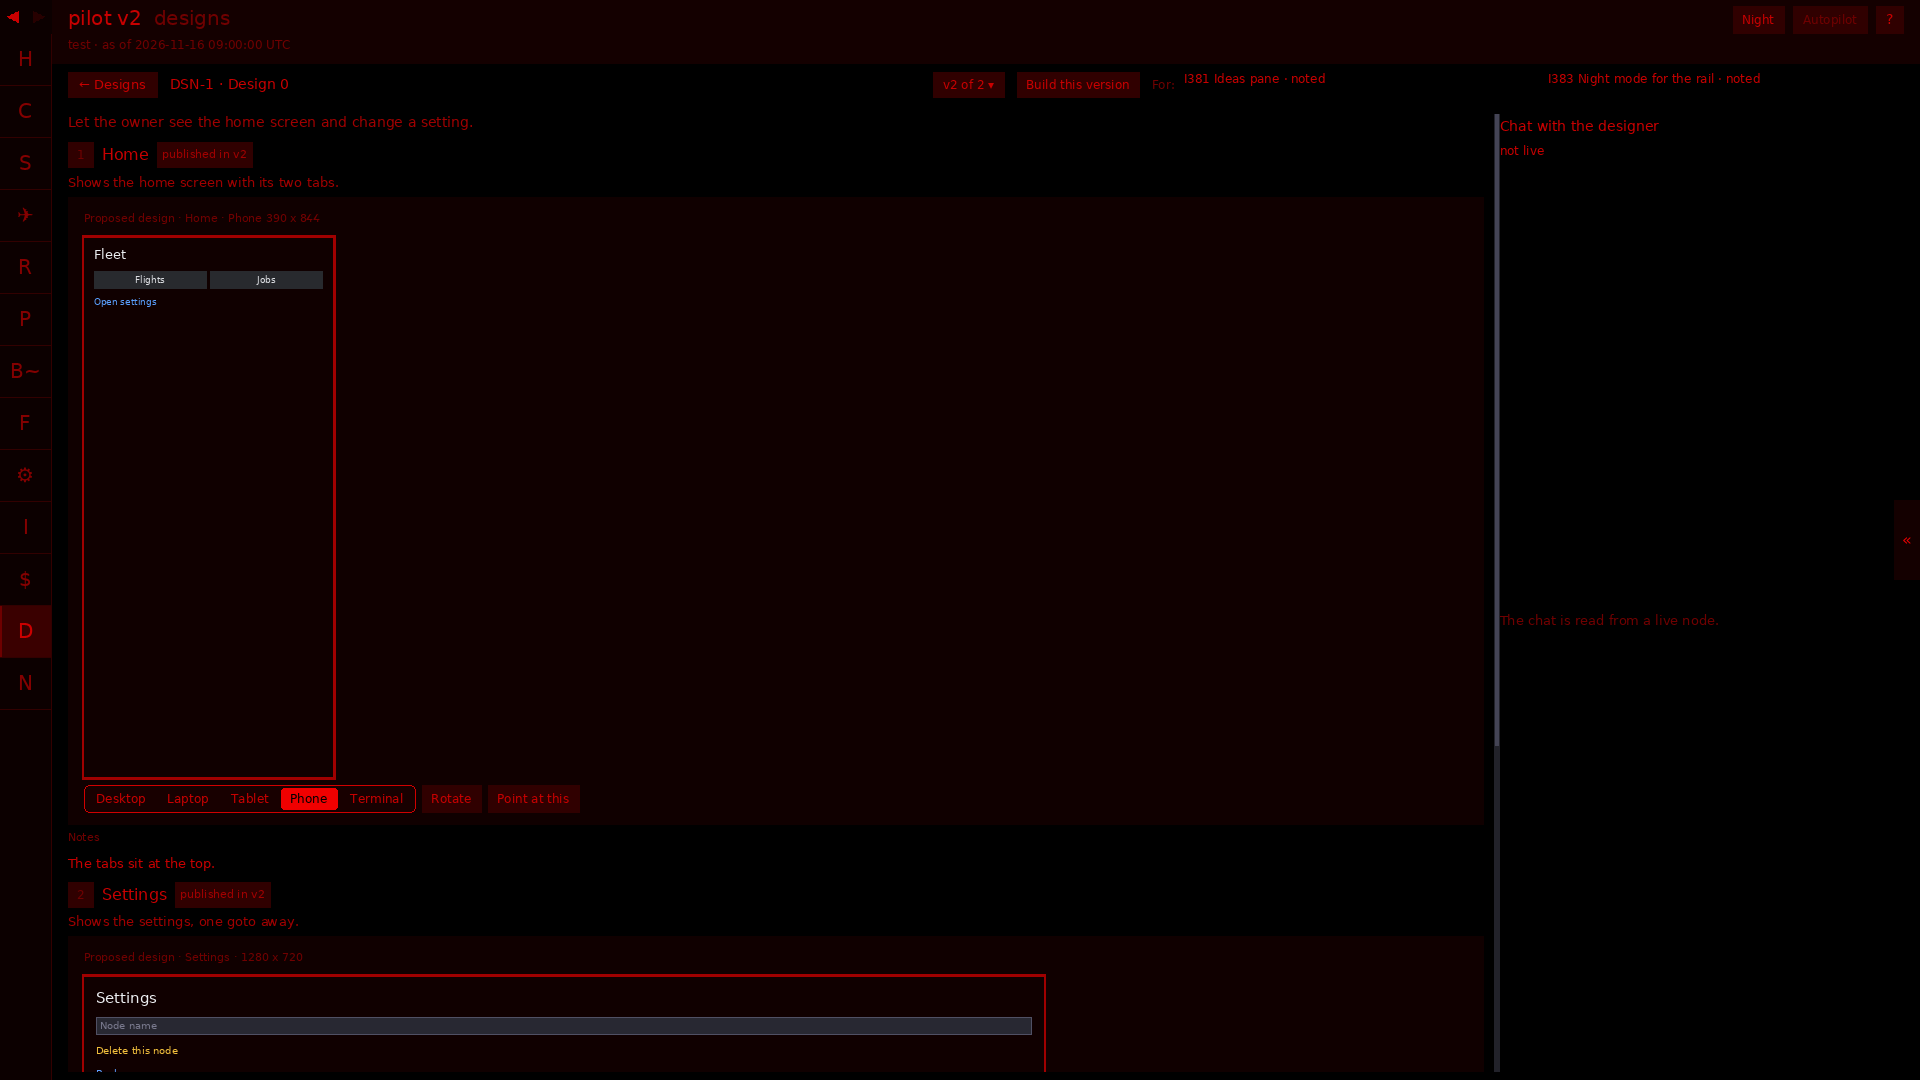 pilot v2 designs
Night Autopilot ?
test · as of 2026-11-16 09:00:00 UTC
H
C
S
R
P
B~
F
I
$
D
N
← Designs DSN-1 · Design 0
v2 of 2 ▾ Build this version For: I381 Ideas pane · noted I383 Night mode for the rail · noted
Let the owner see the home screen and change a setting.
1 Home published in v2
Shows the home screen with its two tabs.
Proposed design · Home · Phone 390 x 844
Fleet
Flights Jobs
Open settings
Desktop Laptop Tablet Phone Terminal Rotate Point at this
Notes
The tabs sit at the top.
2 Settings published in v2
Shows the settings, one goto away.
Proposed design · Settings · 1280 x 720
Settings
Node name
Delete this node
Chat with the designer
not live
The chat is read from a live node.
«